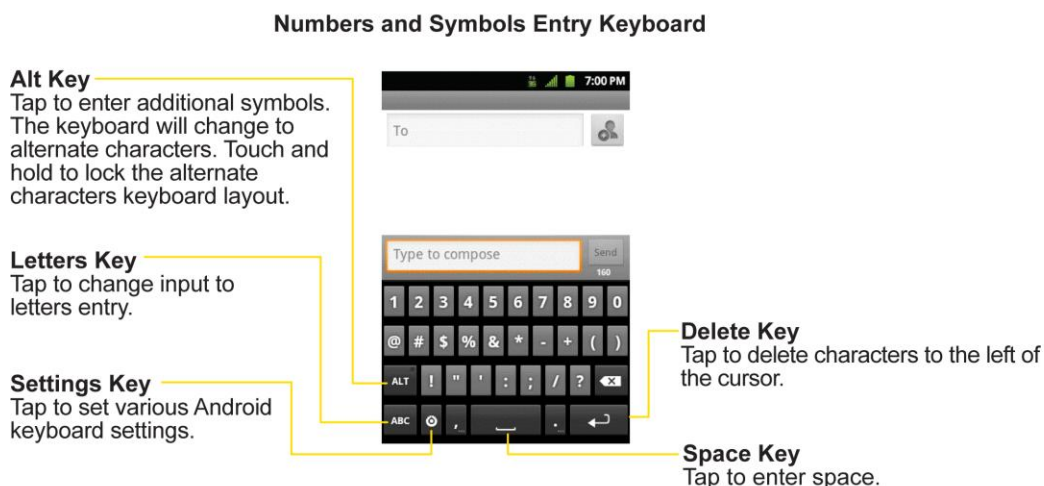 Numbers and Symbols Entry Keyboard
Alt Key
Tap to enter additional symbols.
The keyboard will change to
alternate characters. Touch and
hold to lock the alternate
characters keyboard layout.
Letters Key
Tap to change input to
letters entry.
Settings Key
Tap to set various Android
keyboard settings.
7:00 PM
To
Type to compose
Send
160
1 2 3 4 5 6 7 8 9 0
@ # $ % & * - + ( )
ALT ! " ' : ; / ?
ABC , .
Delete Key
Tap to delete characters to the left of
the cursor.
Space Key
Tap to enter space.